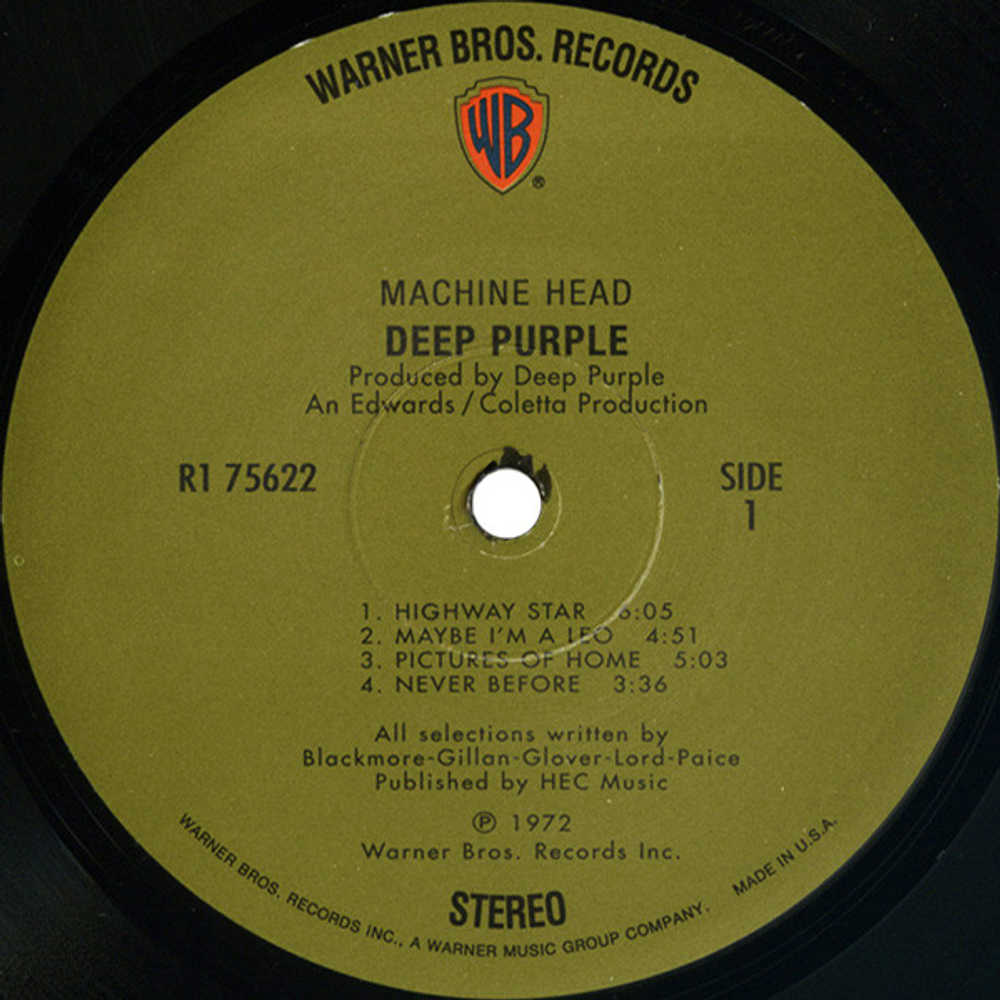 WARNER BROS. RECORDS
WB
®
MACHINE HEAD
DEEP PURPLE
Produced by Deep Purple
An Edwards / Coletta Production
R1 75622
SIDE
1
1. HIGHWAY STAR 6:05
2. MAYBE I'M A LEO 4:51
3. PICTURES OF HOME 5:03
4. NEVER BEFORE 3:36
All selections written by
Blackmore-Gillan-Glover-Lord-Paice
Published by HEC Music
℗ 1972
Warner Bros. Records Inc.
STEREO
WARNER BROS. RECORDS INC., A WARNER MUSIC GROUP COMPANY. MADE IN U.S.A.